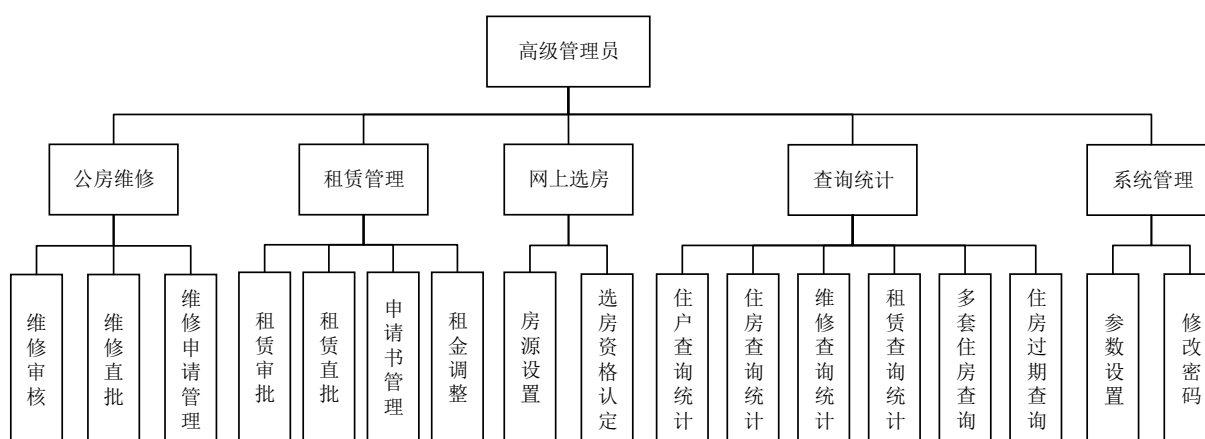 高级管理员
公房维修
租赁管理
网上选房
查询统计
系统管理
维修审核
维修直批
维修申请管理
租赁审批
租赁直批
申请书管理
租金调整
房源设置
选房资格认定
住户查询统计
住房查询统计
维修查询统计
租赁查询统计
多套住房查询
住房过期查询
参数设置
修改密码